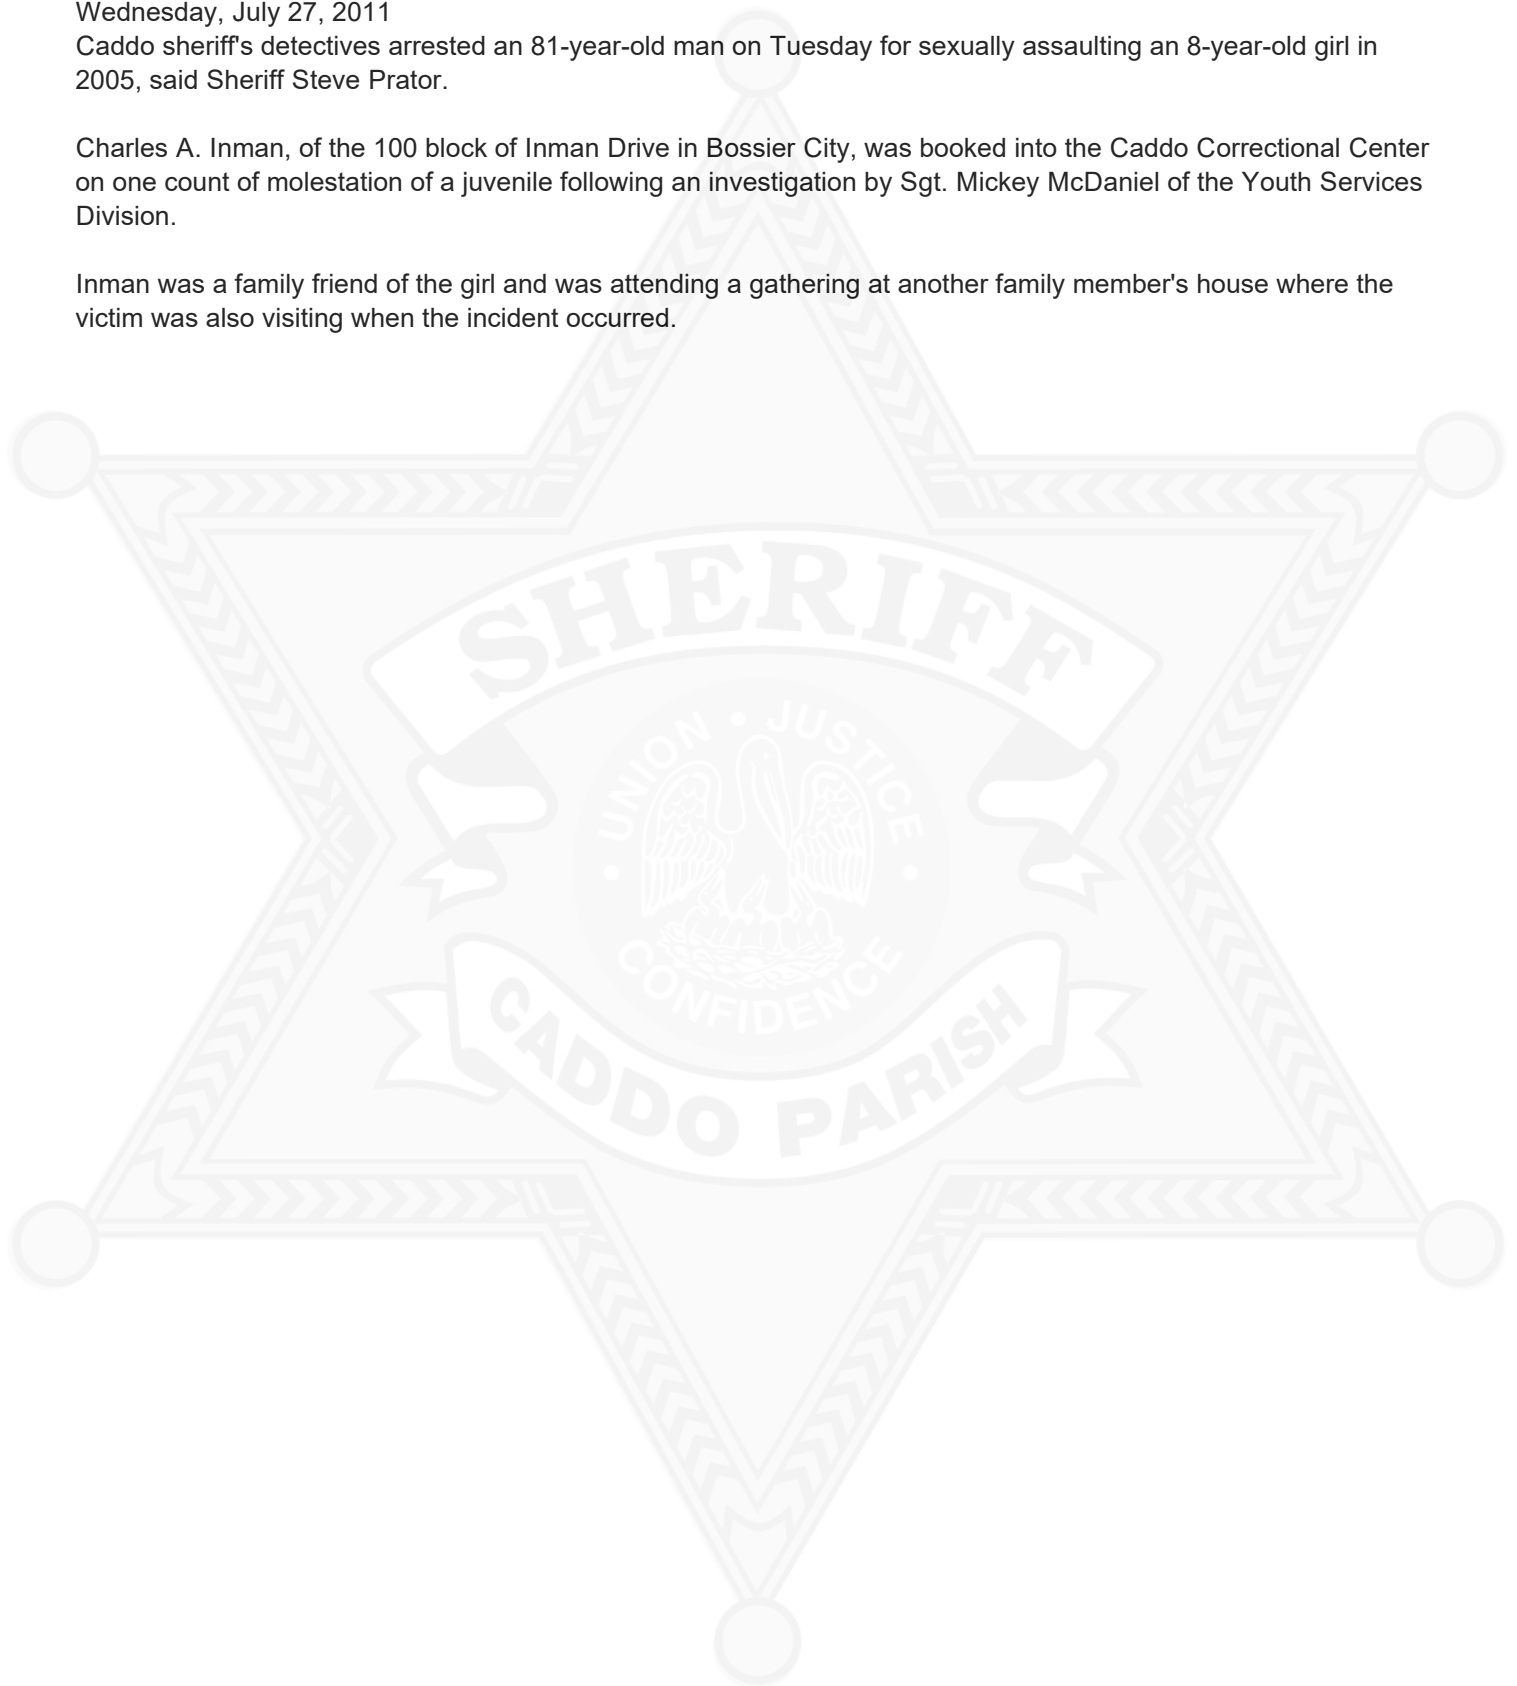 Wednesday, July 27, 2011
Caddo sheriff's detectives arrested an 81-year-old man on Tuesday for sexually assaulting an 8-year-old girl in
2005, said Sheriff Steve Prator.
Charles A. Inman, of the 100 block of Inman Drive in Bossier City, was booked into the Caddo Correctional Center
on one count of molestation of a juvenile following an investigation by Sgt. Mickey McDaniel of the Youth Services
Division.
Inman was a family friend of the girl and was attending a gathering at another family member's house where the
victim was also visiting when the incident occurred.
SHERIFF
UNION • JUSTICE
• CONFIDENCE •
CADDO PARISH